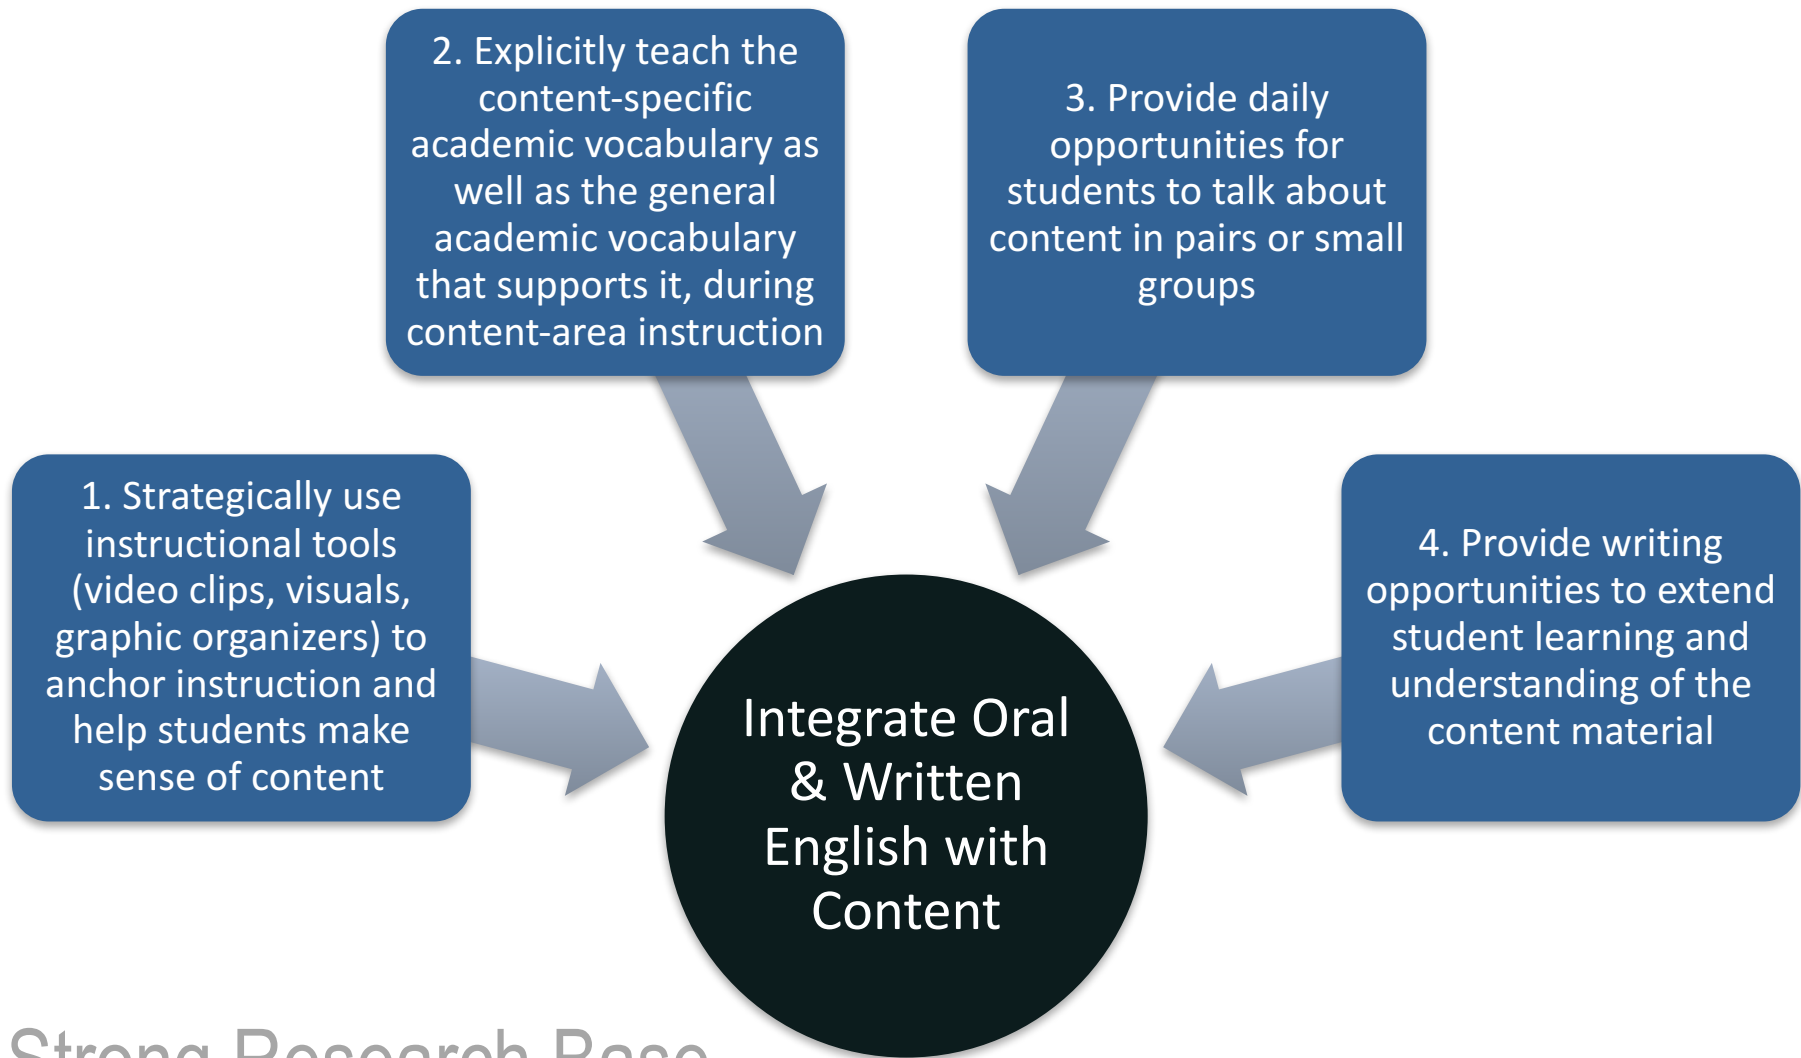 2. Explicitly teach the
content-specific
academic vocabulary as
well as the general
academic vocabulary
that supports it, during
content-area instruction
3. Provide daily
opportunities for
students to talk about
content in pairs or small
groups
1. Strategically use
instructional tools
(video clips, visuals,
graphic organizers) to
anchor instruction and
help students make
sense of content
4. Provide writing
opportunities to extend
student learning and
understanding of the
content material
Integrate Oral
& Written
English with
Content
Strong Research Base